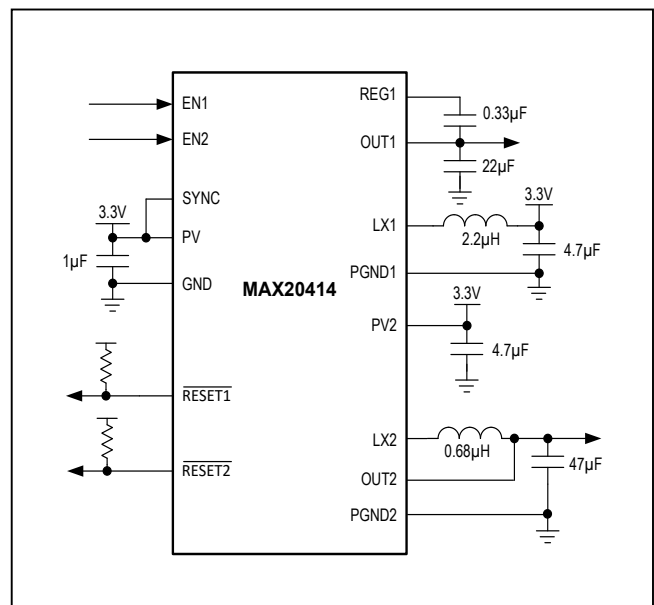 EN1
EN2
SYNC
3.3V
PV
1µF
GND
RESET1
RESET2
MAX20414
REG1
0.33µF
OUT1
22µF
3.3V
LX1
2.2µH
4.7µF
PGND1
3.3V
PV2
4.7µF
LX2
0.68µH
47µF
OUT2
PGND2